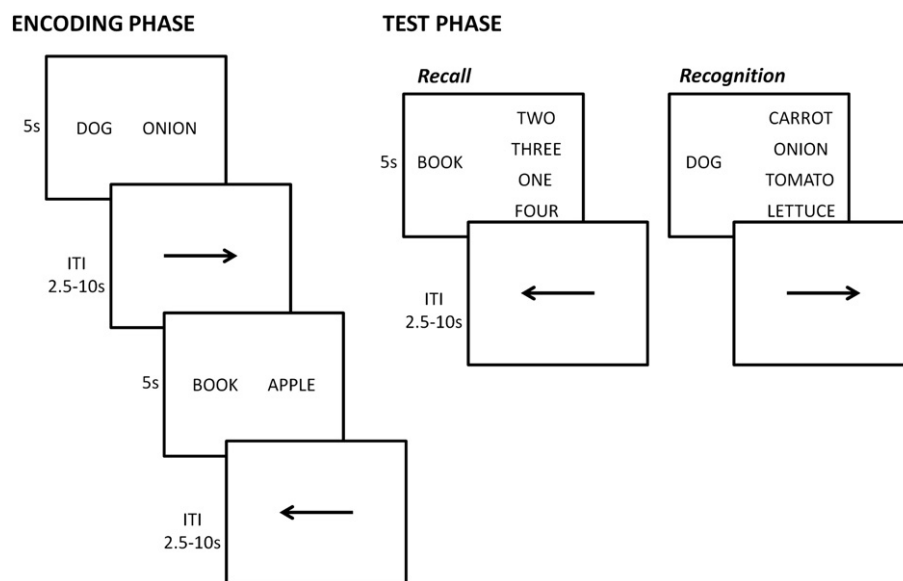 ENCODING PHASE
5s
DOG ONION
ITI
2.5-10s
5s
BOOK APPLE
ITI
2.5-10s
TEST PHASE
Recall
5s
BOOK
TWO
THREE
ONE
FOUR
ITI
2.5-10s
Recognition
DOG
CARROT
ONION
TOMATO
LETTUCE